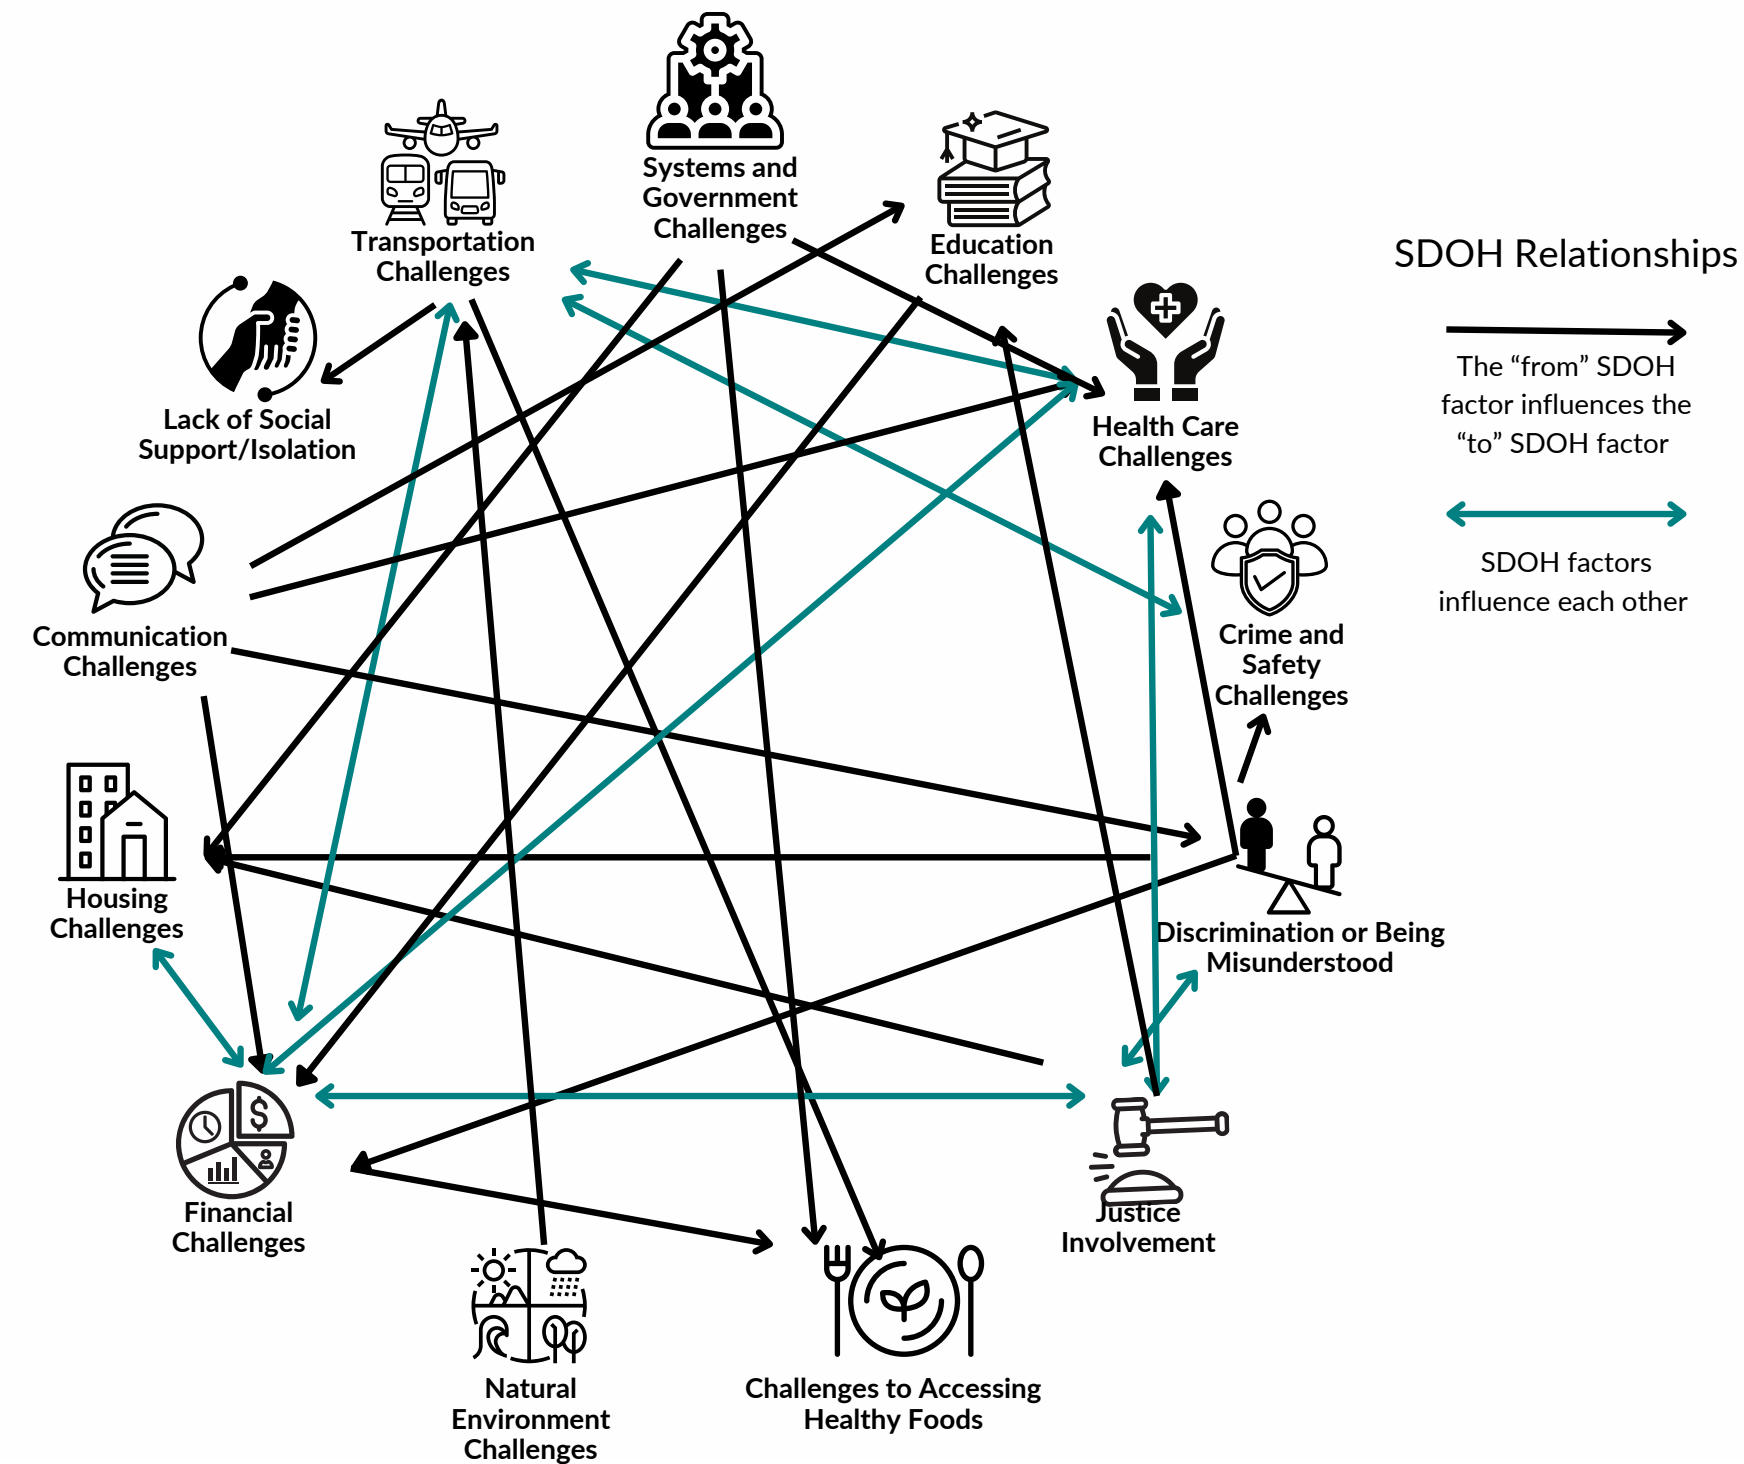 Systems and
Government
Challenges
Transportation
Challenges
Education
Challenges
SDOH Relationships
The “from” SDOH
factor influences the
“to” SDOH factor
SDOH factors
influence each other
Lack of Social
Support/Isolation
Health Care
Challenges
Communication
Challenges
Crime and
Safety
Challenges
Housing
Challenges
Discrimination or Being
Misunderstood
$
Financial
Challenges
Justice
Involvement
Natural
Environment
Challenges
Challenges to Accessing
Healthy Foods